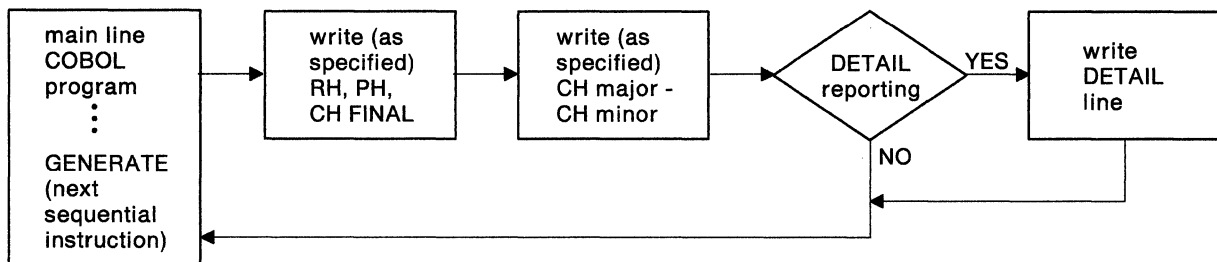 main line
COBOL
program
GENERATE
(next
sequential
instruction)
write (as
specified)
RH, PH,
CH FINAL
write (as
specified)
CH major -
CH minor
DETAIL
reporting
YES
NO
write
DETAIL
line